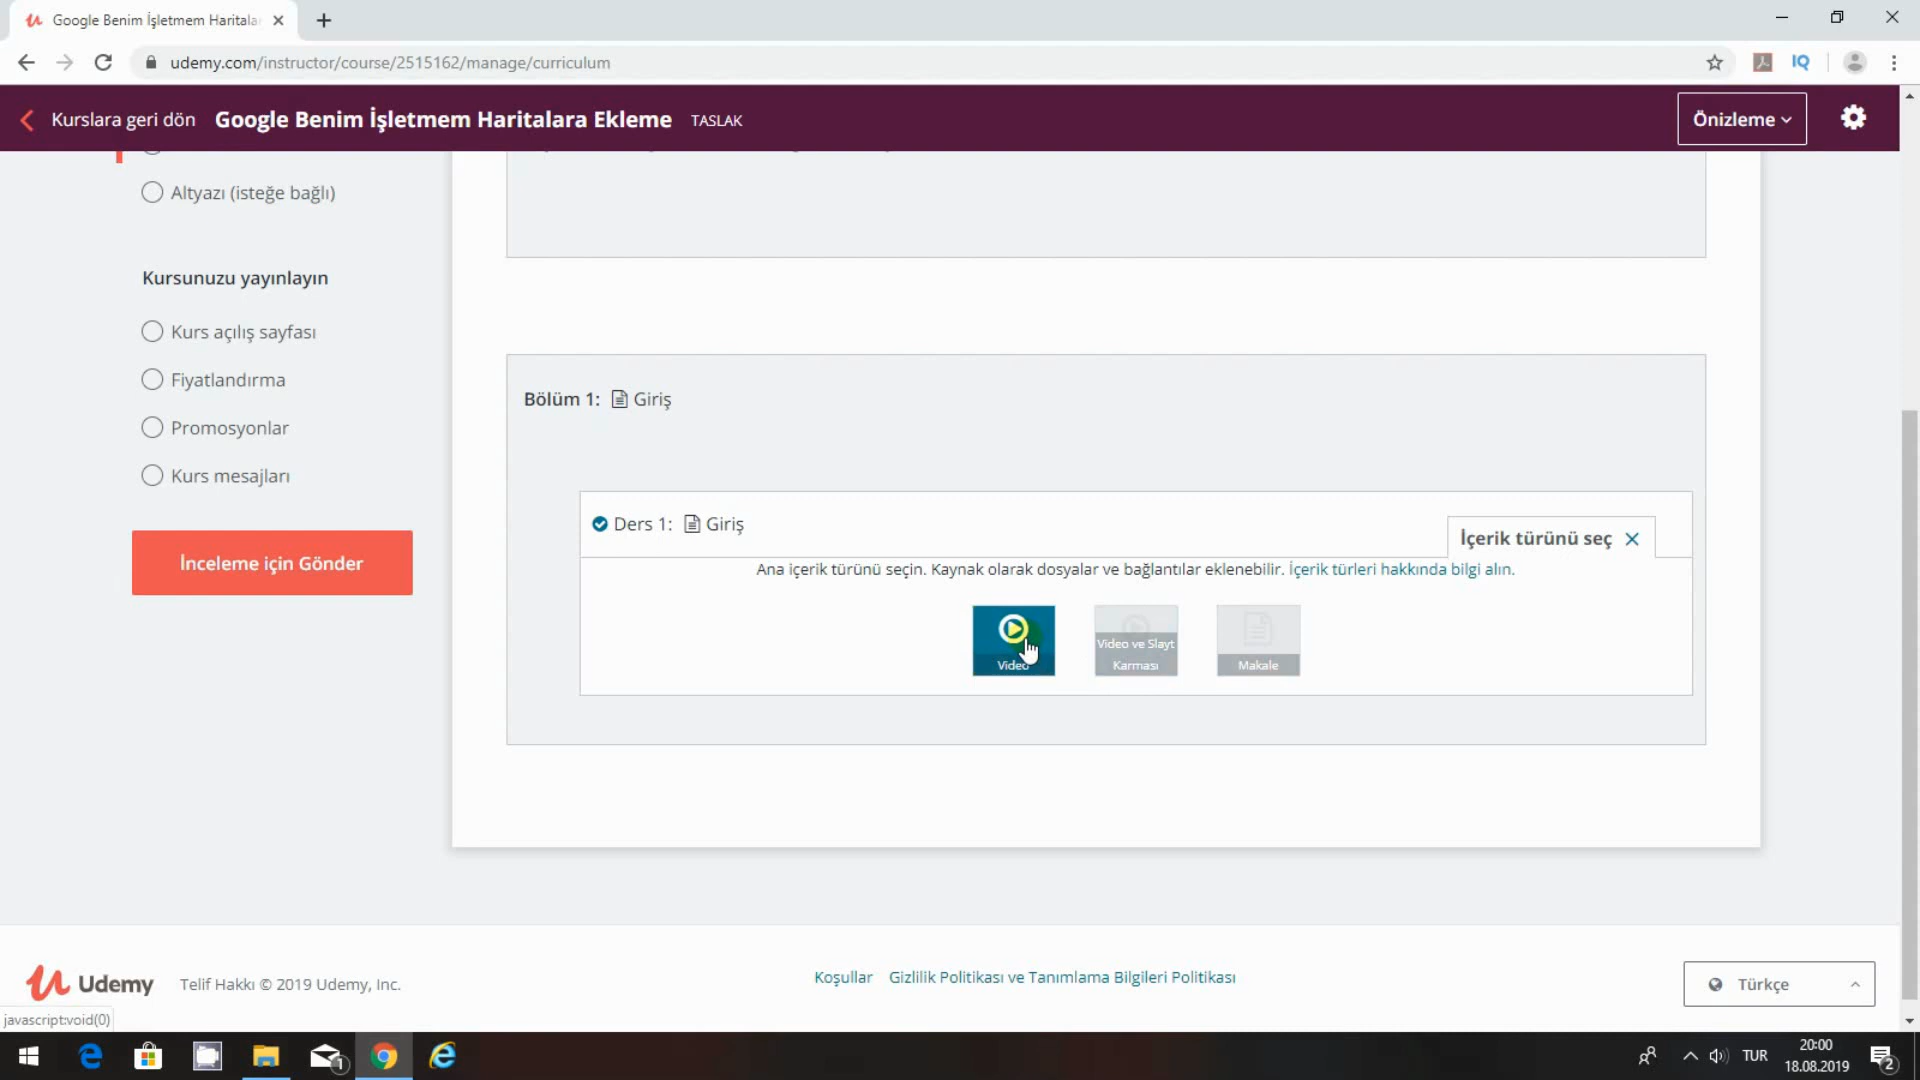 Google Benim İşletmem Haritala
udemy.com/instructor/course/2515162/manage/curriculum
IQ
Kurslara geri dön
Google Benim İşletmem Haritalara Ekleme
TASLAK
Önizleme
Altyazı (isteğe bağlı)
Kursunuzu yayınlayın
Kurs açılış sayfası
Fiyatlandırma
Promosyonlar
Kurs mesajları
İnceleme için Gönder
Bölüm 1: Giriş
Ders 1: Giriş
İçerik türünü seç
Ana içerik türünü seçin. Kaynak olarak dosyalar ve bağlantılar eklenebilir. İçerik türleri hakkında bilgi alın.
Video
Video ve Slayt
Karması
Makale
Udemy
Telif Hakkı © 2019 Udemy, Inc.
Koşullar
Gizlilik Politikası ve Tanımlama Bilgileri Politikası
Türkçe
javascript:void(0)
1
TUR
20:00
18.08.2019
2